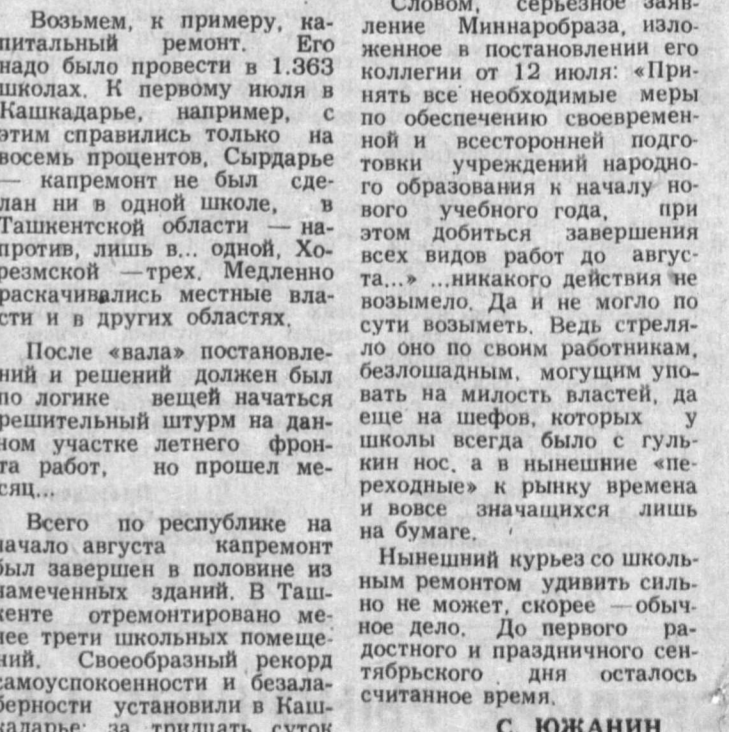 Возьмем, к примеру, ка-
питальный ремонт. Его
надо было провести в 1.363
школах. К первому июля в
Кашкадарье, например, с
этим справились только на
восемь процентов, Сырдарье
— капремонт не был сде-
лан ни в одной школе, в
Ташкентской области — на-
против, лишь в... одной, Хо-
резмской —трех. Медленно
раскачивались местные вла-
сти и в других областях.
После «вала» постановле-
ний и решений должен был
по логике вещей начаться
решительный штурм на дан-
ном участке летнего фрон-
та работ, но прошел ме-
сяц...
Всего по республике на
начало августа капремонт
был завершен в половине из
намеченных зданий. В Таш-
кенте отремонтировано ме-
нее трети школьных помеще-
ний. Своеобразный рекорд
самоуспокоенности и безала-
берности установили в Каш-
кадарье: за тридцать суток
Словом, серьезное заяв-
ление Миннаробраза, изло-
женное в постановлении его
коллегии от 12 июля: «При-
нять все необходимые меры
по обеспечению своевремен-
ной и всесторонней подго-
товки учреждений народно-
го образования к началу но-
вого учебного года, при
этом добиться завершения
всех видов работ до авгус-
та...» ...никакого действия не
возымело. Да и не могло по
сути возыметь. Ведь стреля-
ло оно по своим работникам,
безлошадным, могущим упо-
вать на милость властей, да
еще на шефов, которых у
школы всегда было с гуль-
кин нос, а в нынешние «пе-
реходные» к рынку времена
и вовсе значащихся лишь
на бумаге.
Нынешний курьез со школь-
ным ремонтом удивить силь-
но не может, скорее —обыч-
ное дело. До первого ра-
достного и праздничного сен-
тябрьского дня осталось
считанное время.
С. ЮЖАНИН